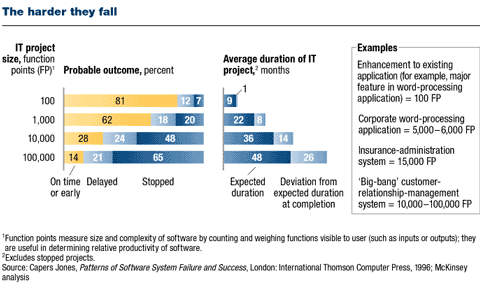 The harder they fall
IT project
size, function
points (FP)1
Probable outcome, percent
Average duration of IT
project,2 months
1
100 81 12 7 9
1,000 62 18 20 22 8
10,000 28 24 48 36 14
100,000 14 21 65 48 26
On time
or early
Delayed
Stopped
Expected
duration
Deviation from
expected duration
at completion
Examples
Enhancement to existing
application (for example, major
feature in word-processing
application) = 100 FP
Corporate word-processing
application = 5,000–6,000 FP
Insurance-administration
system = 15,000 FP
‘Big-bang’ customer-
relationship-management
system = 10,000–100,000 FP
1Function points measure size and complexity of software by counting and weighing functions visible to user (such as inputs or outputs); they
are useful in determining relative productivity of software.
2Excludes stopped projects.
Source: Capers Jones, Patterns of Software System Failure and Success, London: International Thomson Computer Press, 1996; McKinsey
analysis